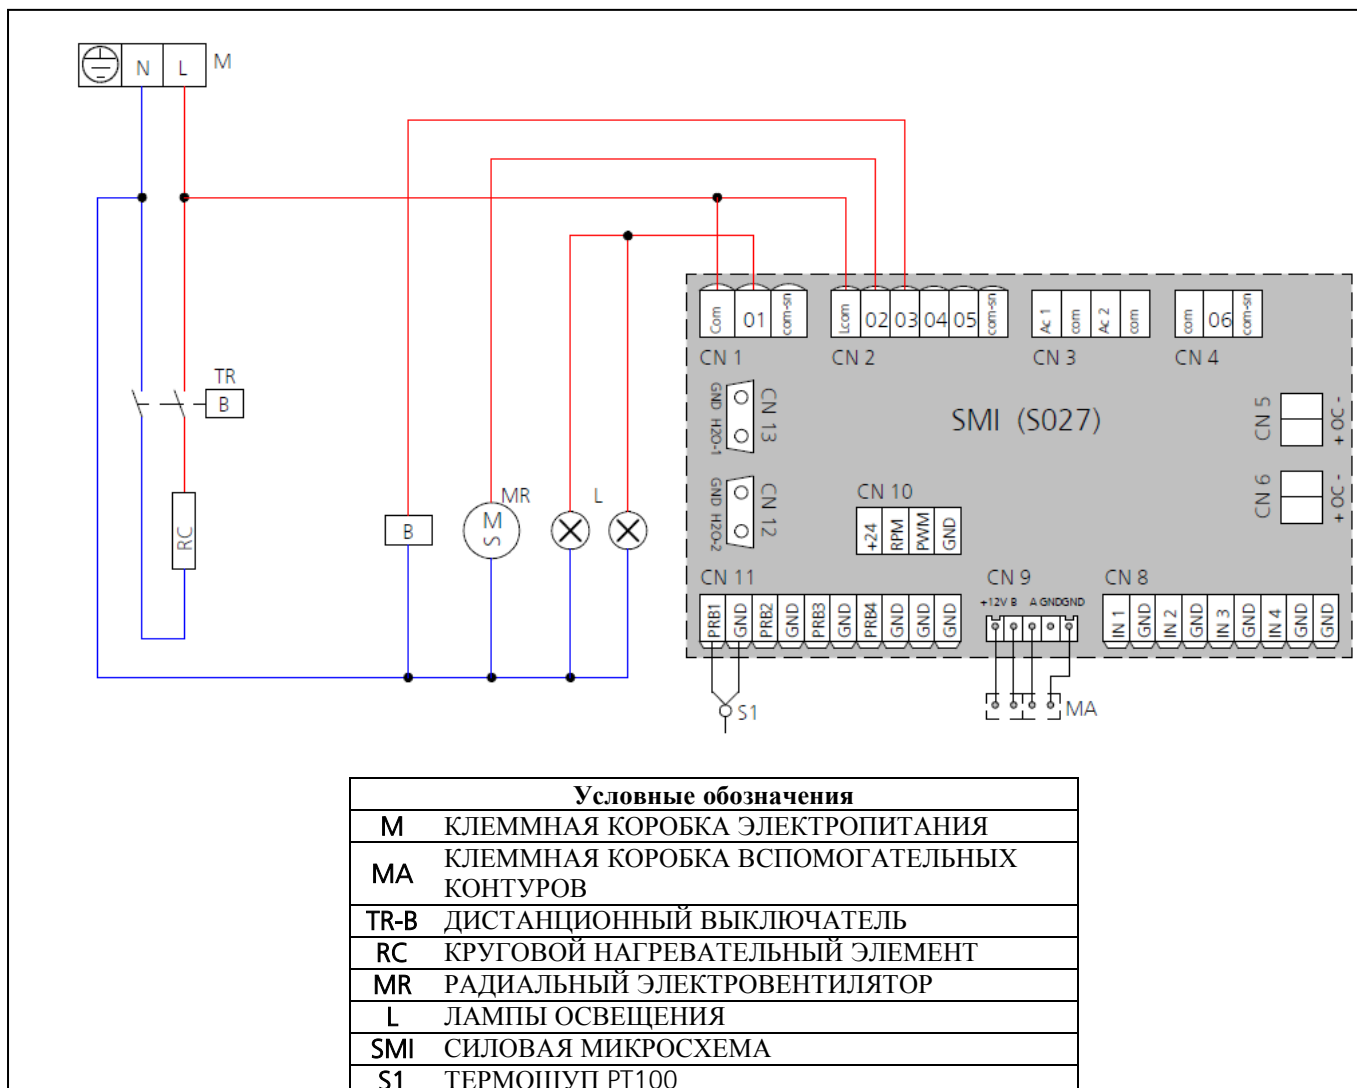 N L M
Com 01 com-sn
Lcom 02 03 04 05 com-sn
Ac 1 com Ac 2 com
com 06 com-sn
CN 1 CN 2 CN 3 CN 4
TR
B
GND H2O-1 CN 13
SMI (S027)
CN 5 + OC -
GND H2O-2 CN 12
CN 10
+24 RPM PWM GND
CN 6 + OC -
RC
B
MR
M S
L
CN 11 CN 9 CN 8
+12V B A GND GND
PRB1 GND PRB2 GND PRB3 GND PRB4 GND GND GND
IN 1 GND IN 2 GND IN 3 GND IN 4 GND GND
S1
MA
Условные обозначения
M КЛЕММНАЯ КОРОБКА ЭЛЕКТРОПИТАНИЯ
MA КЛЕММНАЯ КОРОБКА ВСПОМОГАТЕЛЬНЫХ
КОНТУРОВ
TR-B ДИСТАНЦИОННЫЙ ВЫКЛЮЧАТЕЛЬ
RC КРУГОВОЙ НАГРЕВАТЕЛЬНЫЙ ЭЛЕМЕНТ
MR РАДИАЛЬНЫЙ ЭЛЕКТРОВЕНТИЛЯТОР
L ЛАМПЫ ОСВЕЩЕНИЯ
SMI СИЛОВАЯ МИКРОСХЕМА
S1 ТЕРМОЩУП PT100